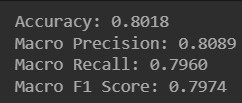 Accuracy: 0.8018
Macro Precision: 0.8089
Macro Recall: 0.7960
Macro F1 Score: 0.7974